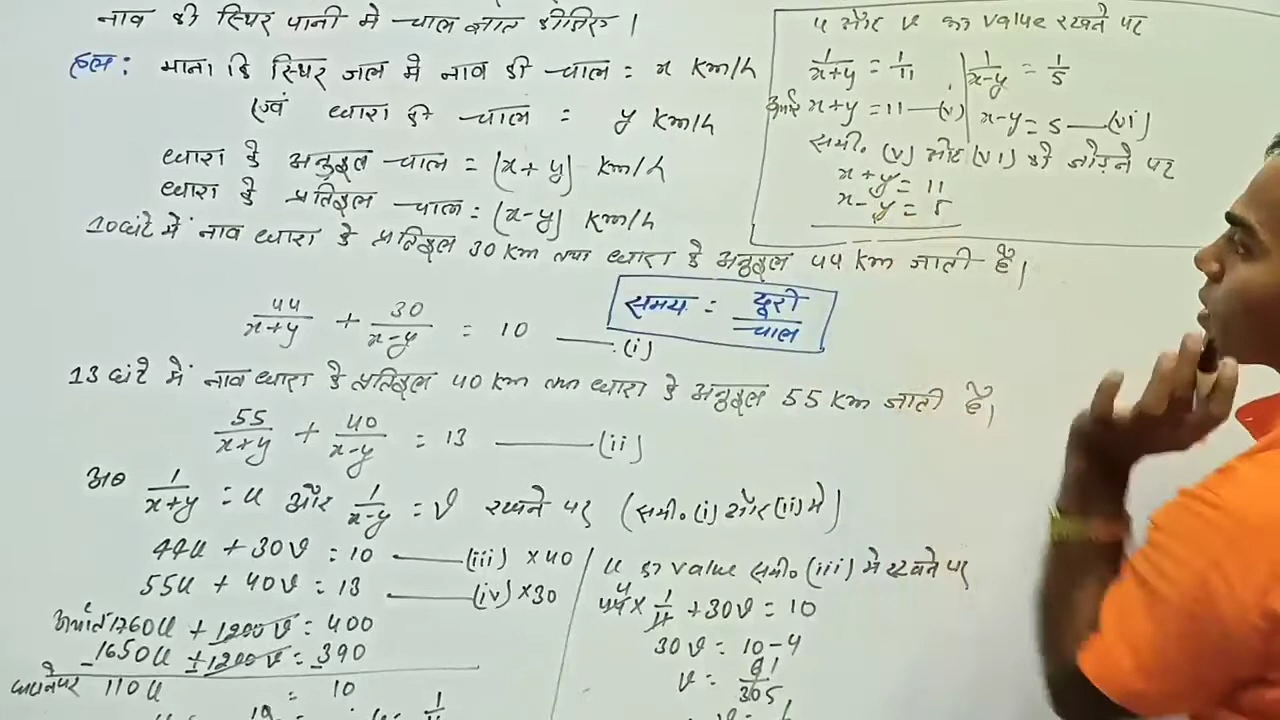 नाव की स्थिर पानी में चाल ज्ञात कीजिए।
हल: माना कि स्थिर जल में नाव की चाल = x Km/h
एवं धारा की चाल = y Km/h
धारा के अनुकूल चाल = (x+y) Km/h
धारा के प्रतिकूल चाल = (x-y) Km/h
10 घंटे में नाव धारा के प्रतिकूल 30 Km तथा धारा के अनुकूल 44 Km जाती है।
44/(x+y) + 30/(x-y) = 10 —(i)
समय = दूरी/चाल
13 घंटे में नाव धारा के प्रतिकूल 40 Km तथा धारा के अनुकूल 55 Km जाती है।
55/(x+y) + 40/(x-y) = 13 —(ii)
अब 1/(x+y) = u और 1/(x-y) = v रखने पर (समी॰ (i) और (ii) में)
44u + 30v = 10 —(iii) ×40
55u + 40v = 13 —(iv) ×30
अर्थात 1760u + 1200v = 400
-1650u ± 1200v = -390
110u = 10
u का value समी॰ (iii) में रखने पर
44 × 1/11 + 30v = 10
4
30v = 10-4
v =
u और v का value रखने पर
1/(x+y) = 1/11 | 1/(x-y) = 1/5
x+y = 11 —(v) | x-y = 5 —(vi)
समी॰ (v) और (vi) को जोड़ने पर
x+y = 11
x-y = 5